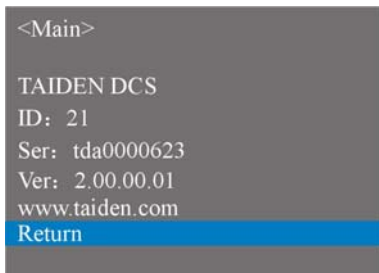 <Main>
TAIDEN DCS
ID：21
Ser：tda0000623
Ver：2.00.00.01
www.taiden.com
Return